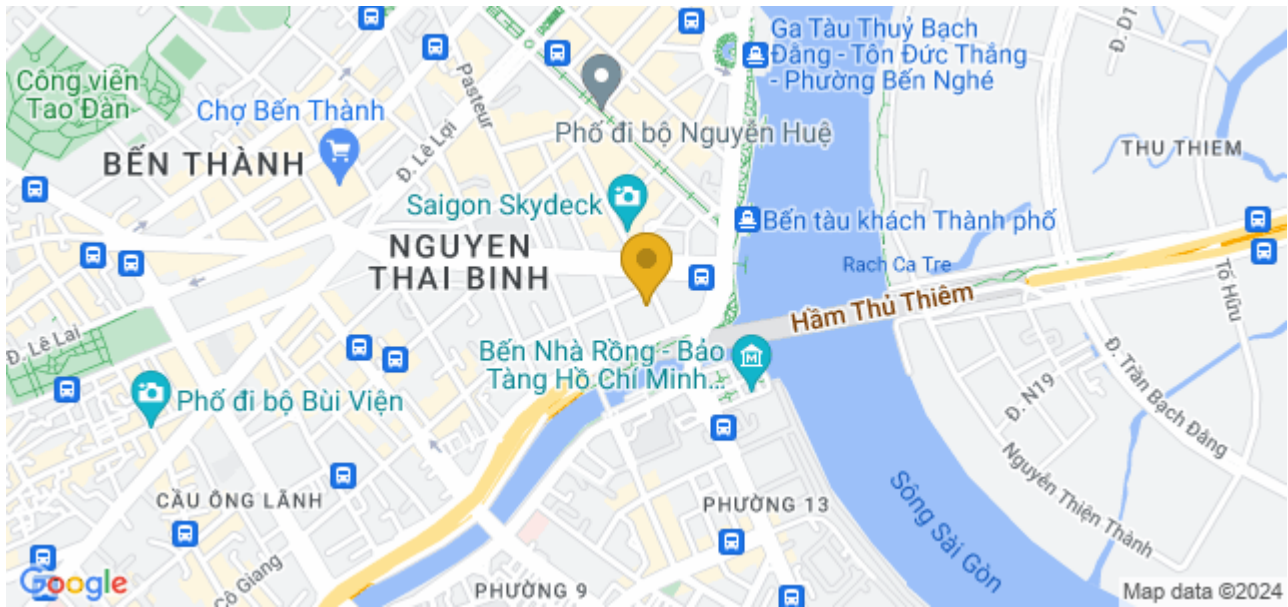 Ga Tàu Thuỷ Bạch
Đằng - Tôn Đức Thắng
- Phường Bến Nghé
Công viên
Tao Đàn
Pasteur
Chợ Bến Thành
Đ. Lê Lợi
Phố đi bộ Nguyễn Huệ
THU THIEM
BẾN THÀNH
Saigon Skydeck
Bến tàu khách Thành phố
NGUYEN
THAI BINH
Rach Ca Tre
Tố Hữu
Hầm Thủ Thiêm
Đ. Lê Lai
Bến Nhà Rồng - Bảo
Tàng Hồ Chí Minh...
Đ. Trần Bạch Đằng
Đ. N19
Phố đi bộ Bùi Viện
Nguyễn Thiện Thành
CẦU ÔNG LÃNH
PHƯỜNG 13
Sông Sài Gòn
Cô Giang
PHƯỜNG 9
Google
Map data ©2024